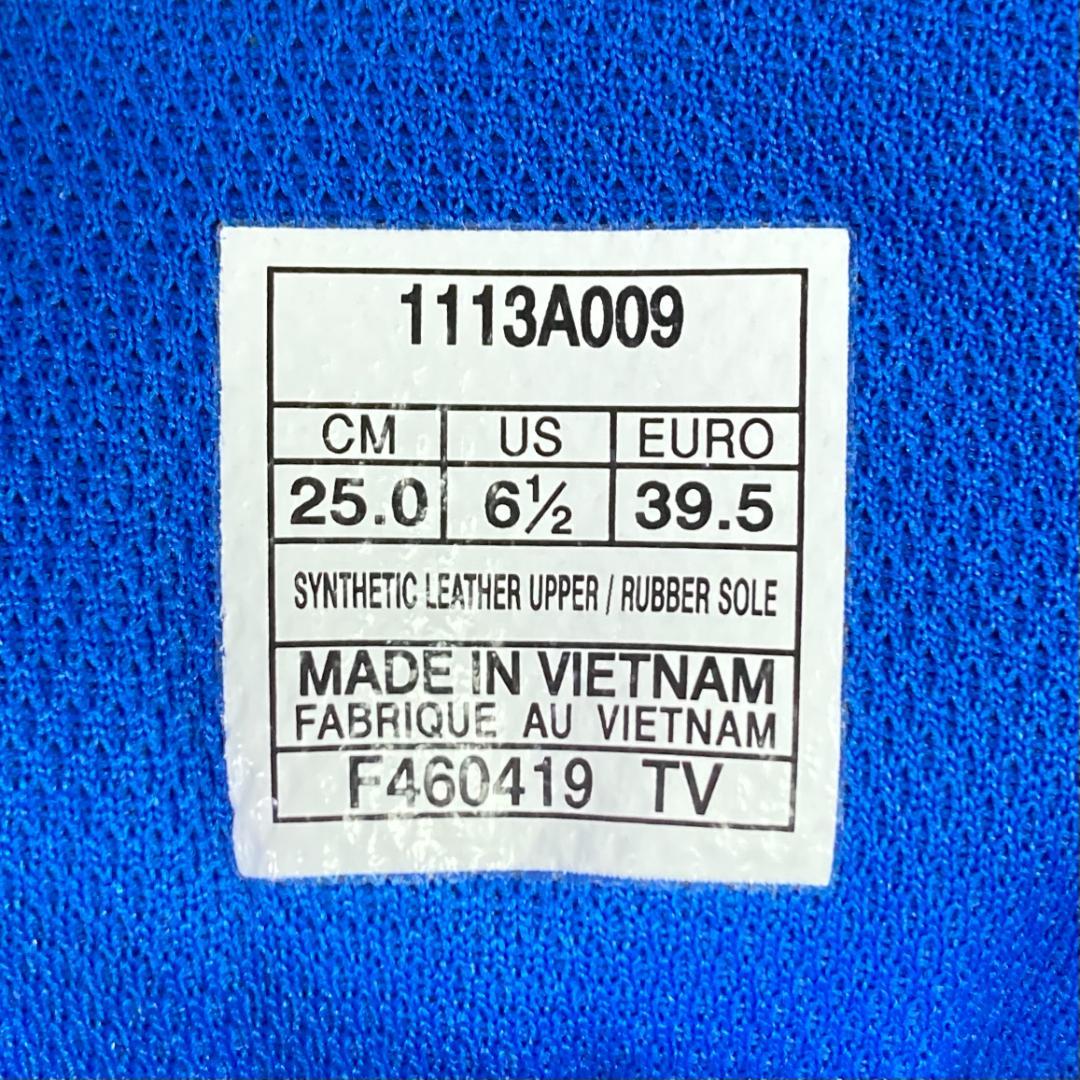 1113A009
CM US EURO
25.0 6½ 39.5
SYNTHETIC LEATHER UPPER / RUBBER SOLE
MADE IN VIETNAM
FABRIQUE AU VIETNAM
F460419 TV